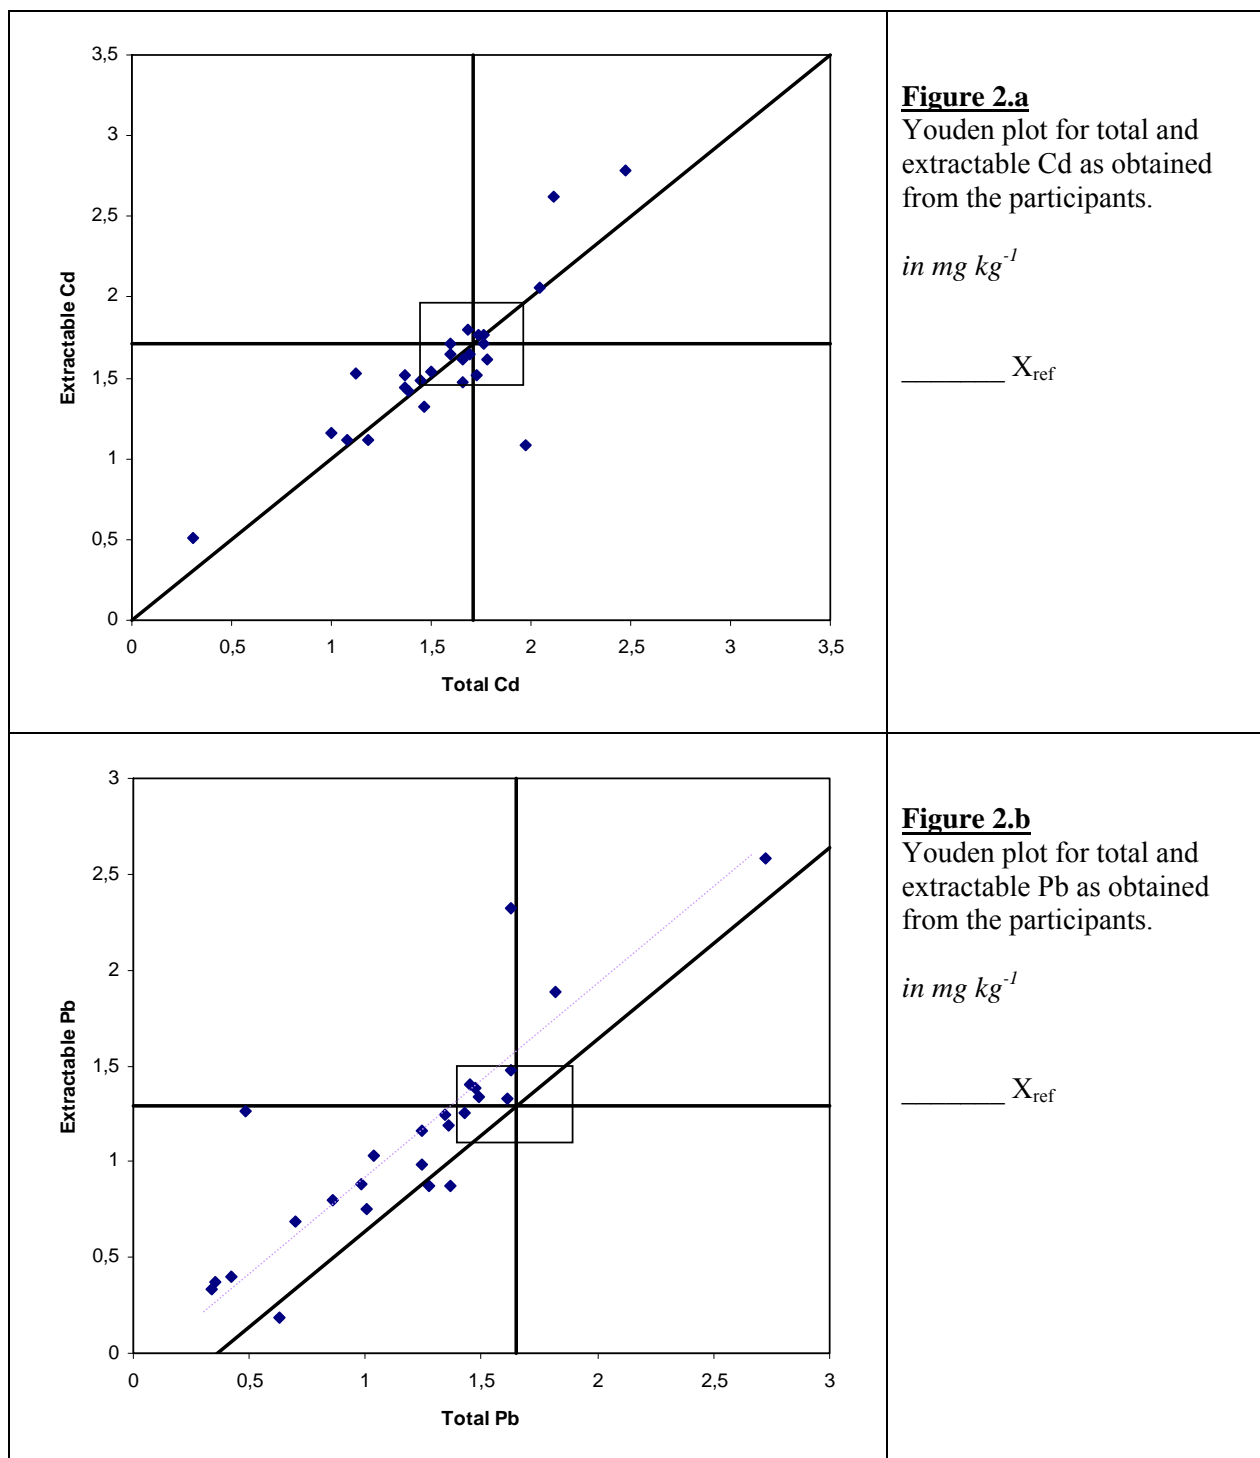 3,5
3
2,5
2
1,5
1
0,5
0
Extractable Cd
0 0,5 1 1,5 2 2,5 3 3,5
Total Cd
Figure 2.a
Youden plot for total and
extractable Cd as obtained
from the participants.
in mg kg-1
_______ Xref
3
2,5
2
1,5
1
0,5
0
Extractable Pb
0 0,5 1 1,5 2 2,5 3
Total Pb
Figure 2.b
Youden plot for total and
extractable Pb as obtained
from the participants.
in mg kg-1
_______ Xref